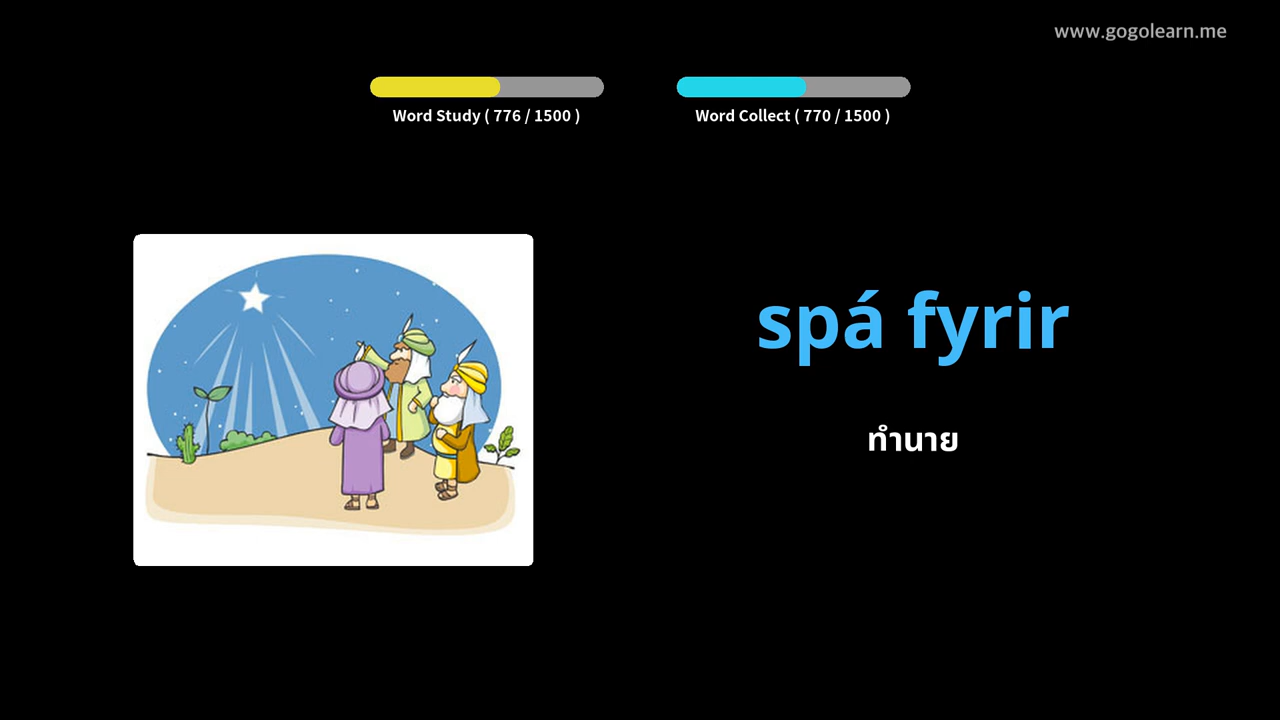 www.gogolearn.me
Word Study ( 776 / 1500 )
Word Collect ( 770 / 1500 )
spá fyrir
ทำนาย